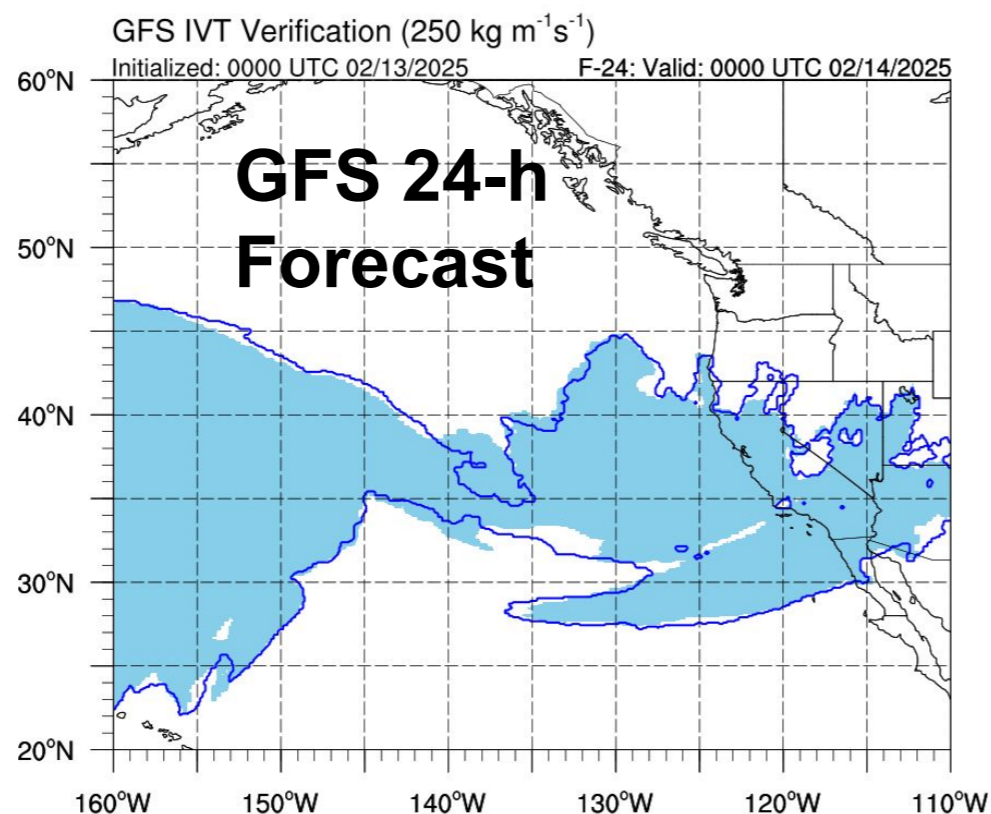 GFS IVT Verification (250 kg m⁻¹s⁻¹)
Initialized: 0000 UTC 02/13/2025 F-24: Valid: 0000 UTC 02/14/2025
60°N
GFS 24-h
Forecast
50°N
40°N
30°N
20°N
160°W 150°W 140°W 130°W 120°W 110°W